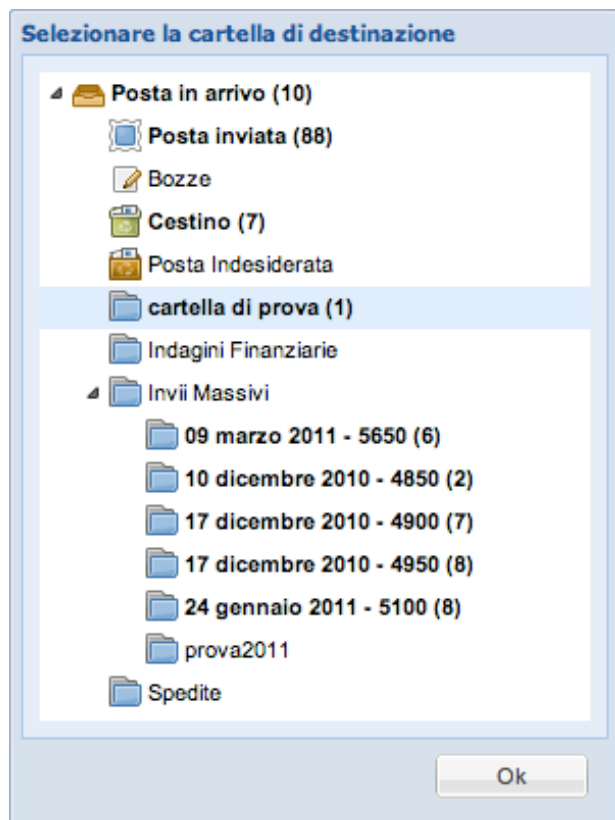 Selezionare la cartella di destinazione
Posta in arrivo (10)
Posta inviata (88)
Bozze
Cestino (7)
Posta Indesiderata
cartella di prova (1)
Indagini Finanziarie
Invii Massivi
09 marzo 2011 - 5650 (6)
10 dicembre 2010 - 4850 (2)
17 dicembre 2010 - 4900 (7)
17 dicembre 2010 - 4950 (8)
24 gennaio 2011 - 5100 (8)
prova2011
Spedite
Ok